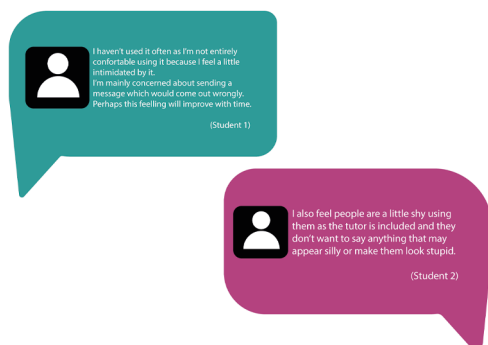 I haven't used it often as I'm not entirely
confortable using it because I feel a little
intimidated by it.
I'm mainly concerned about sending a
message which would come out wrongly.
Perhaps this feelling will improve with time.
(Student 1)
I also feel people are a little shy using
them as the tutor is included and they
don't want to say anything that may
appear silly or make them look stupid.
(Student 2)